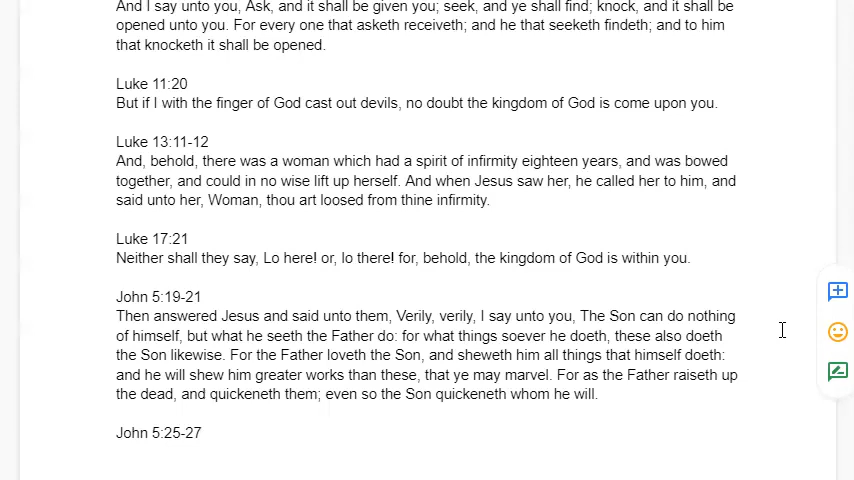 And I say unto you, Ask, and it shall be given you; seek, and ye shall find; knock, and it shall be
opened unto you. For every one that asketh receiveth; and he that seeketh findeth; and to him
that knocketh it shall be opened.
Luke 11:20
But if I with the finger of God cast out devils, no doubt the kingdom of God is come upon you.
Luke 13:11-12
And, behold, there was a woman which had a spirit of infirmity eighteen years, and was bowed
together, and could in no wise lift up herself. And when Jesus saw her, he called her to him, and
said unto her, Woman, thou art loosed from thine infirmity.
Luke 17:21
Neither shall they say, Lo here! or, lo there! for, behold, the kingdom of God is within you.
John 5:19-21
Then answered Jesus and said unto them, Verily, verily, I say unto you, The Son can do nothing
of himself, but what he seeth the Father do: for what things soever he doeth, these also doeth
the Son likewise. For the Father loveth the Son, and sheweth him all things that himself doeth:
and he will shew him greater works than these, that ye may marvel. For as the Father raiseth up
the dead, and quickeneth them; even so the Son quickeneth whom he will.
John 5:25-27